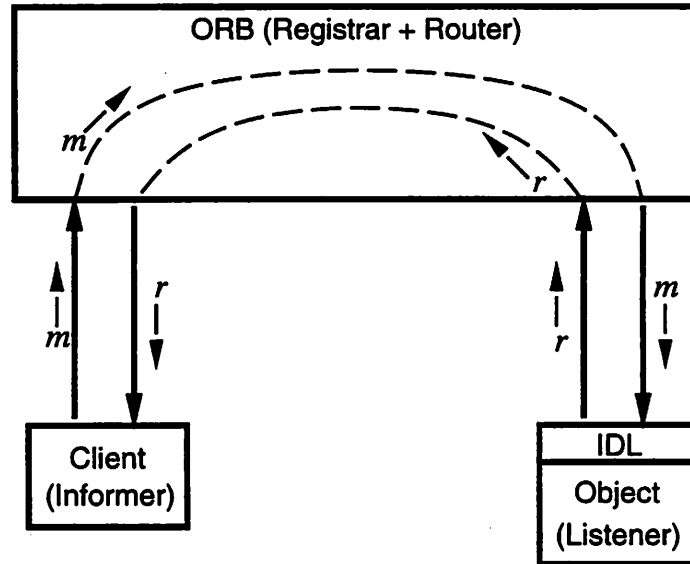 ORB (Registrar + Router)
m
r
m
r
r
m
Client
(Informer)
IDL
Object
(Listener)